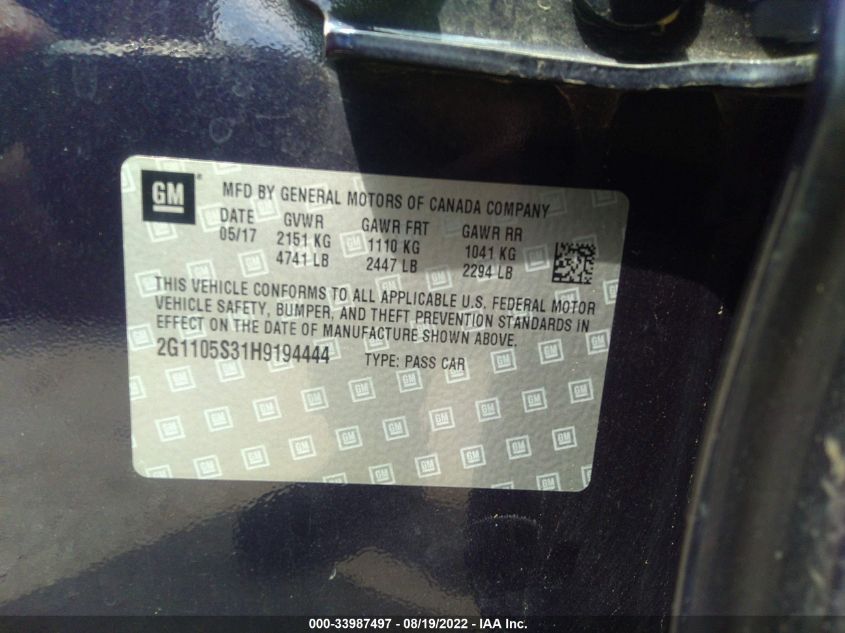 GM
MFD BY GENERAL MOTORS OF CANADA COMPANY
DATE GVWR GAWR FRT GAWR RR
05/17 2151 KG 1110 KG 1041 KG
4741 LB 2447 LB 2294 LB
THIS VEHICLE CONFORMS TO ALL APPLICABLE U.S. FEDERAL MOTOR
VEHICLE SAFETY, BUMPER, AND THEFT PREVENTION STANDARDS IN
EFFECT ON THE DATE OF MANUFACTURE SHOWN ABOVE.
2G1105S31H9194444 TYPE: PASS CAR
000-33987497 - 08/19/2022 - IAA Inc.